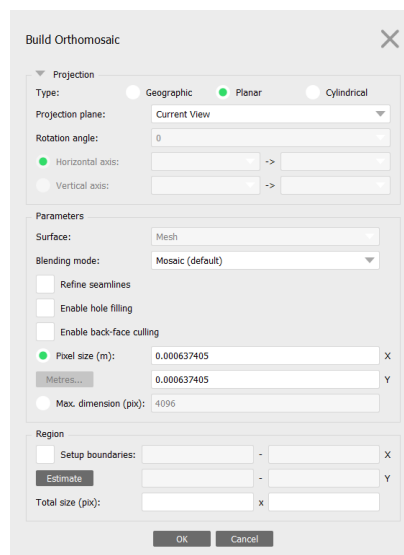 Build Orthomosaic
Projection
Type: Geographic Planar Cylindrical
Projection plane: Current View
Rotation angle: 0
Horizontal axis: ->
Vertical axis: ->
Parameters
Surface: Mesh
Blending mode: Mosaic (default)
Refine seamlines
Enable hole filling
Enable back-face culling
Pixel size (m): 0.000637405 X
Metres... 0.000637405 Y
Max. dimension (pix): 4096
Region
Setup boundaries: - X
Estimate - Y
Total size (pix): x
OK Cancel